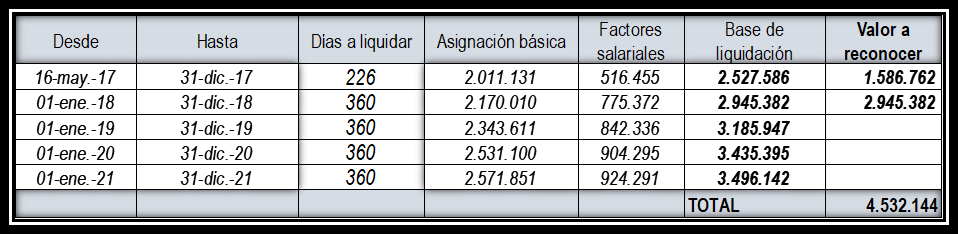 Desde Hasta Días a liquidar Asignación básica Factores salariales Base de liquidación Valor a reconocer
16-may.-17 31-dic.-17 226 2.011.131 516.455 2.527.586 1.586.762
01-ene.-18 31-dic.-18 360 2.170.010 775.372 2.945.382 2.945.382
01-ene.-19 31-dic.-19 360 2.343.611 842.336 3.185.947
01-ene.-20 31-dic.-20 360 2.531.100 904.295 3.435.395
01-ene.-21 31-dic.-21 360 2.571.851 924.291 3.496.142
TOTAL 4.532.144